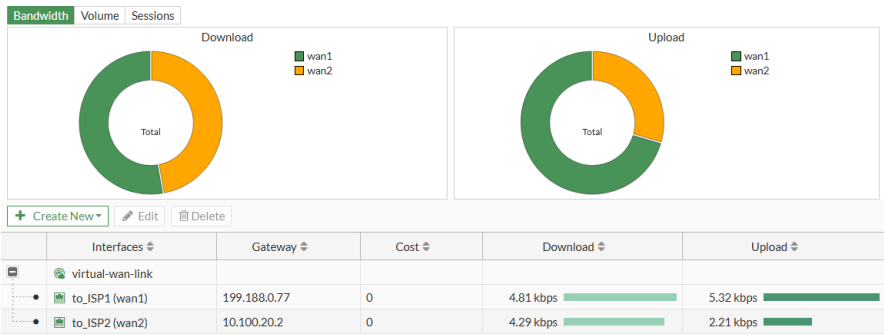 Bandwidth Volume Sessions
Download
wan1
wan2
Total
Upload
wan1
wan2
Total
+ Create New Edit Delete
Interfaces Gateway Cost Download Upload
virtual-wan-link
to_ISP1 (wan1) 199.188.0.77 0 4.81 kbps 5.32 kbps
to_ISP2 (wan2) 10.100.20.2 0 4.29 kbps 2.21 kbps